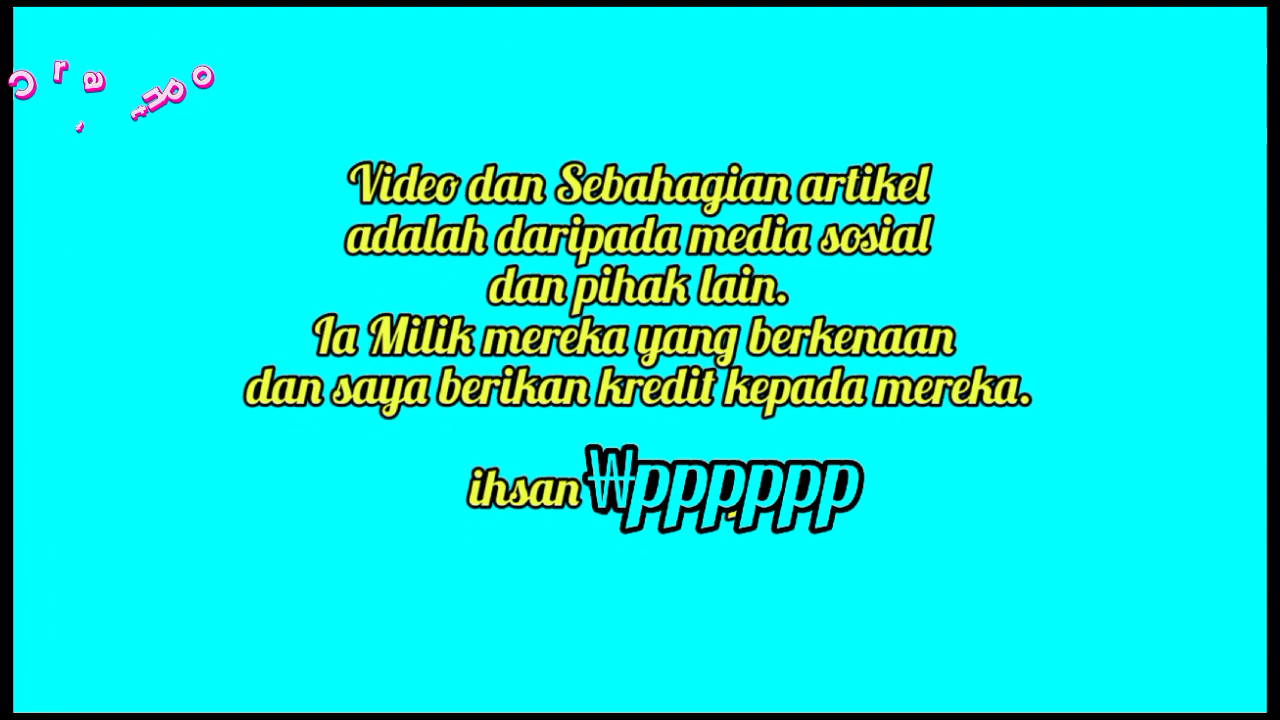 Video dan Sebahagian artikel
adalah daripada media sosial
dan pihak lain.
Ia Milik mereka yang berkenaan
dan saya berikan kredit kepada mereka.
ihsan ₩pppppp